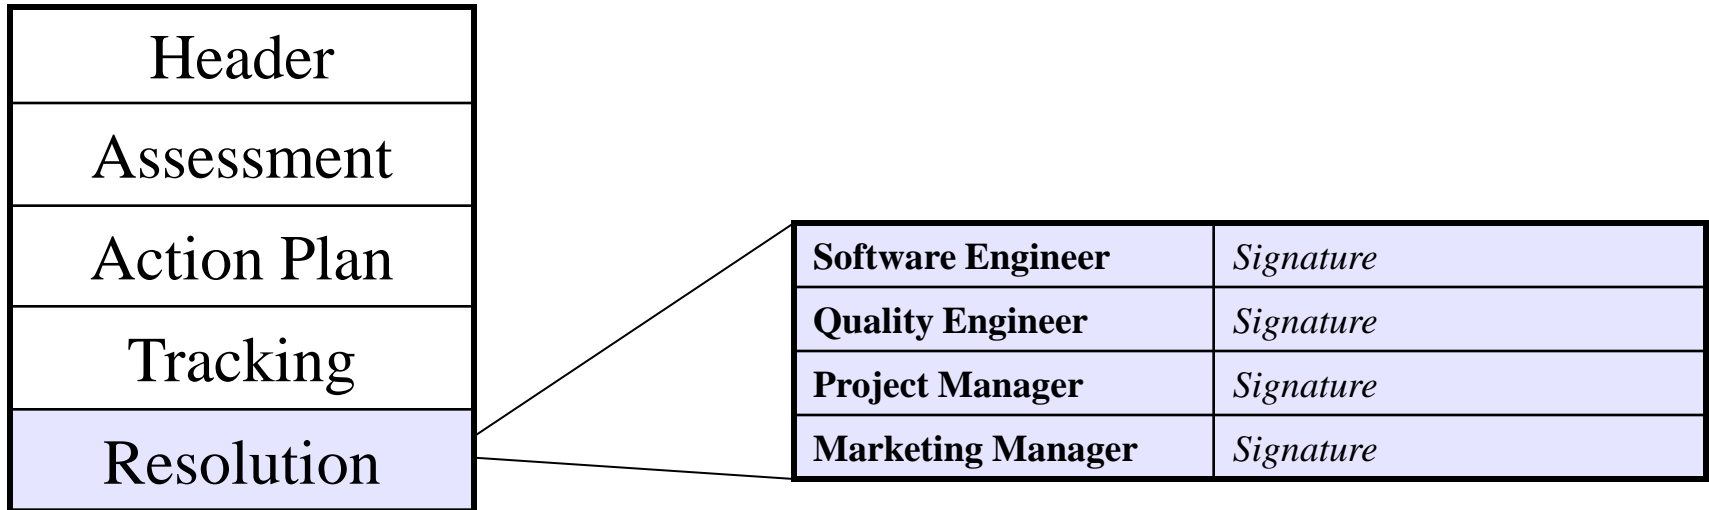 Header
Assessment
Action Plan
Tracking
Resolution
Software Engineer Signature
Quality Engineer Signature
Project Manager Signature
Marketing Manager Signature